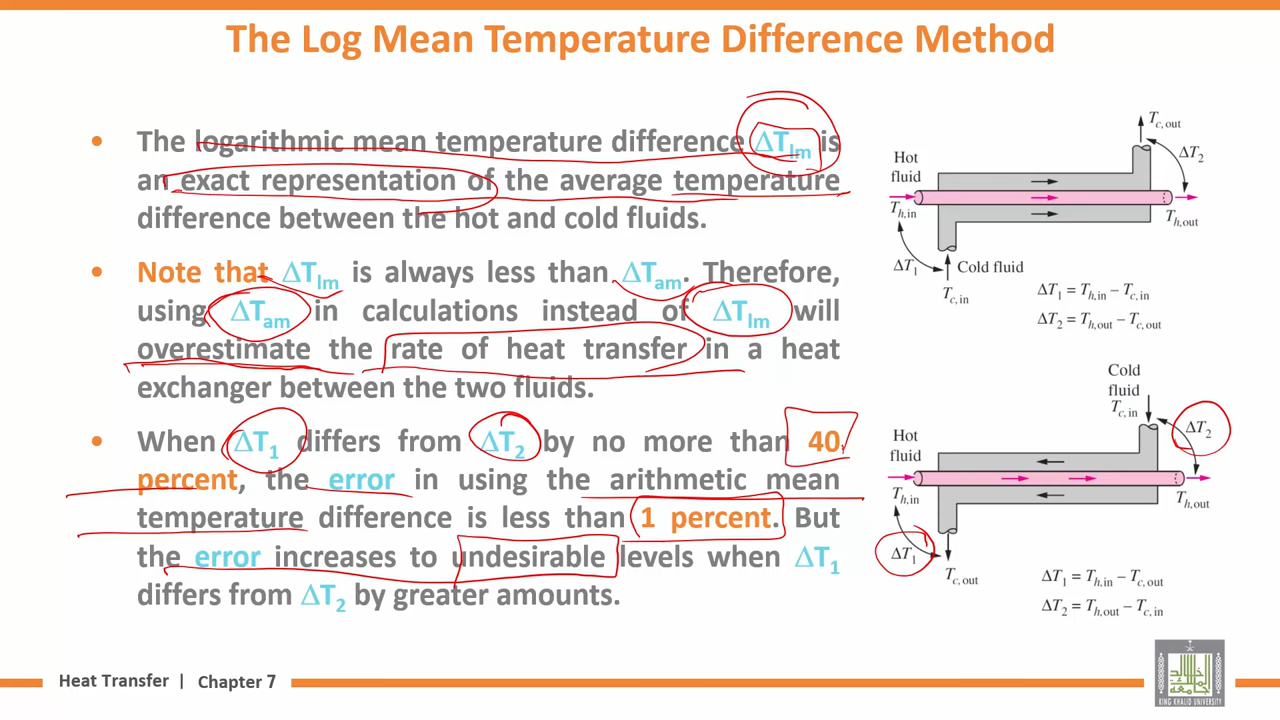 The Log Mean Temperature Difference Method
• The logarithmic mean temperature difference ΔTlm is
an exact representation of the average temperature
difference between the hot and cold fluids.
• Note that ΔTlm is always less than ΔTam. Therefore,
using ΔTam in calculations instead of ΔTlm will
overestimate the rate of heat transfer in a heat
exchanger between the two fluids.
• When ΔT1 differs from ΔT2 by no more than 40
percent, the error in using the arithmetic mean
temperature difference is less than 1 percent. But
the error increases to undesirable levels when ΔT1
differs from ΔT2 by greater amounts.
Tc,out
Hot
fluid
ΔT2
Th,in
Th,out
ΔT1
Cold fluid
Tc,in
ΔT1 = Th,in − Tc,in
ΔT2 = Th,out − Tc,out
Cold
fluid
Tc,in
Hot
fluid
ΔT2
Th,in
Th,out
ΔT1
Tc,out
ΔT1 = Th,in − Tc,out
ΔT2 = Th,out − Tc,in
Heat Transfer | Chapter 7
جامعة الملك خالد
KING KHALID UNIVERSITY